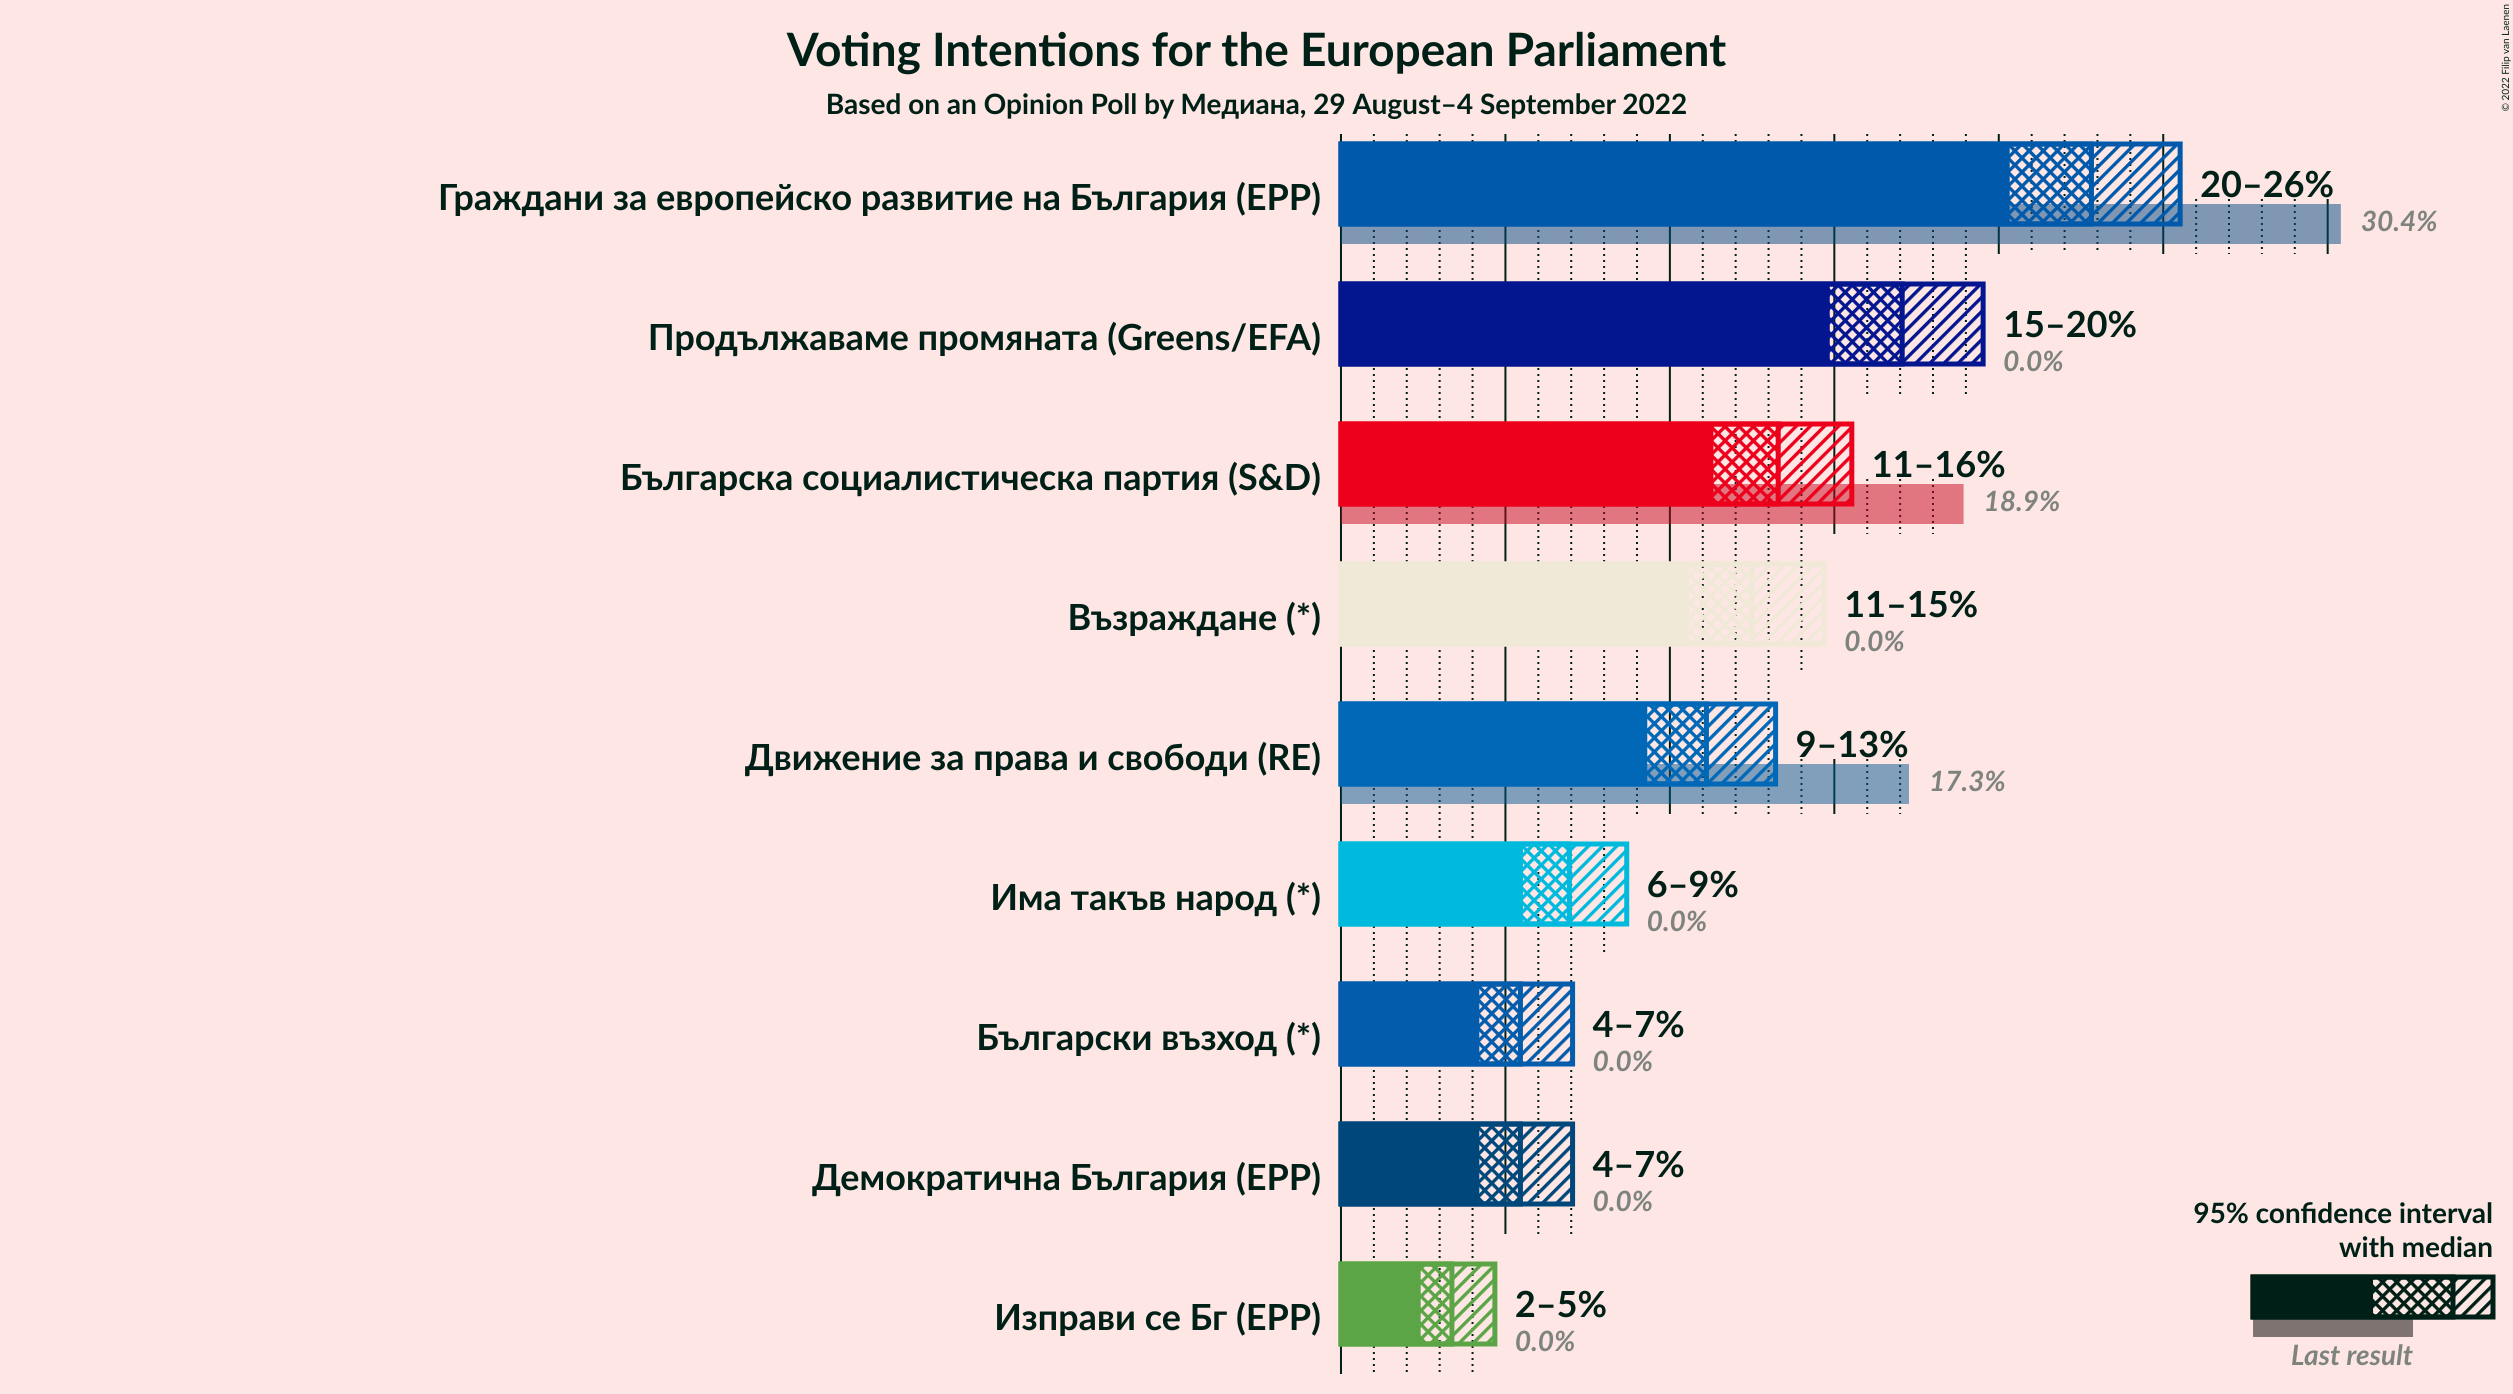 Voting Intentions for the European Parliament
Based on an Opinion Poll by Медиана, 29 August–4 September 2022
© 2022 Filip van Laenen
Граждани за европейско развитие на България (EPP)
20–26%
30.4%
Продължаваме промяната (Greens/EFA)
15–20%
0.0%
Българска социалистическа партия (S&D)
11–16%
18.9%
Възраждане (*)
11–15%
0.0%
Движение за права и свободи (RE)
9–13%
17.3%
Има такъв народ (*)
6–9%
0.0%
Български възход (*)
4–7%
0.0%
Демократична България (EPP)
4–7%
0.0%
Изправи се Бг (EPP)
2–5%
0.0%
95% confidence interval
with median
Last result